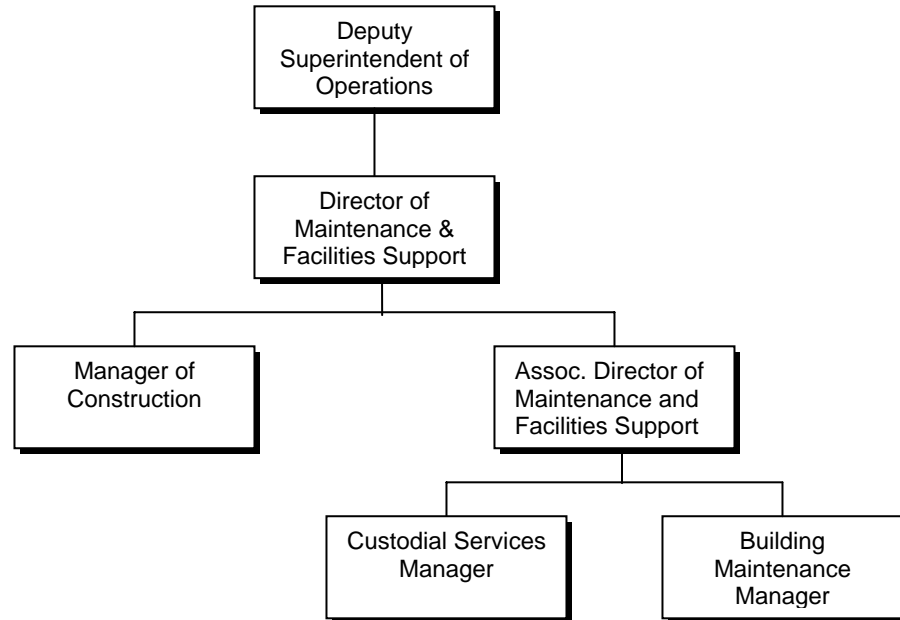 Deputy
Superintendent of
Operations
Director of
Maintenance &
Facilities Support
Manager of
Construction
Assoc. Director of
Maintenance and
Facilities Support
Custodial Services
Manager
Building
Maintenance
Manager